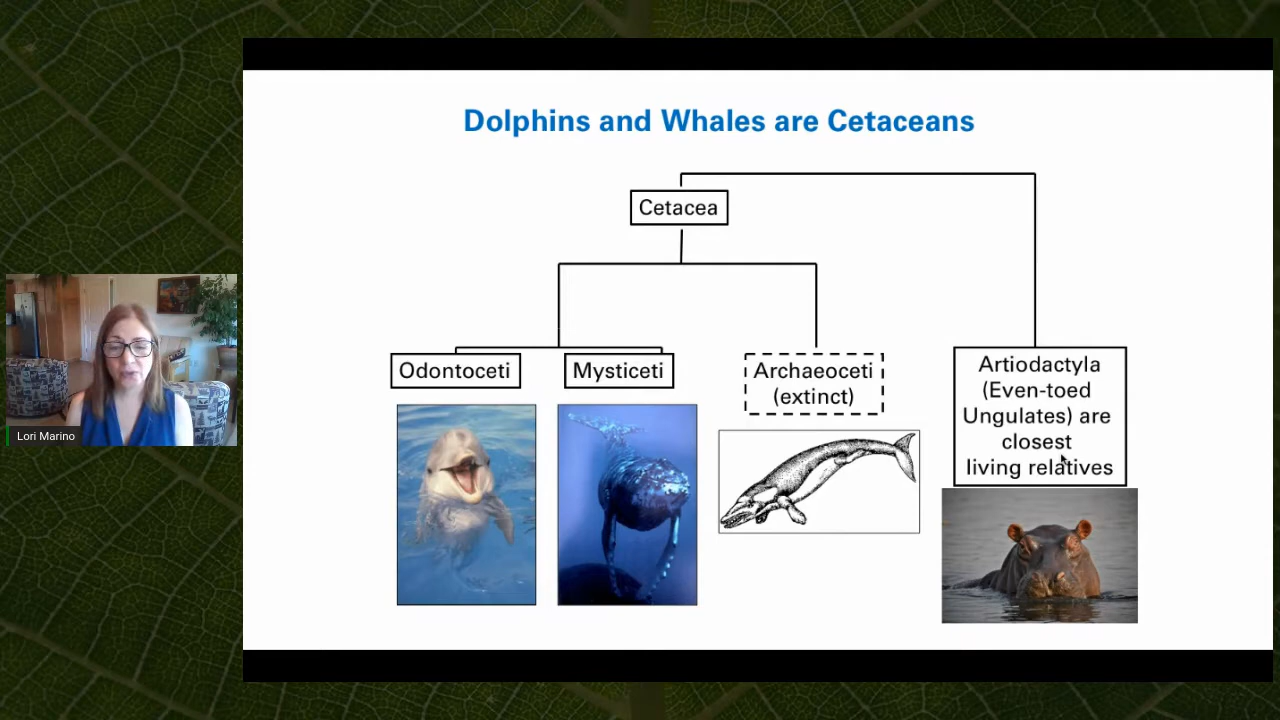 Dolphins and Whales are Cetaceans
Cetacea
Odontoceti
Mysticeti
Archaeoceti
(extinct)
Artiodactyla
(Even-toed
Ungulates) are
closest
living relatives
Lori Marino